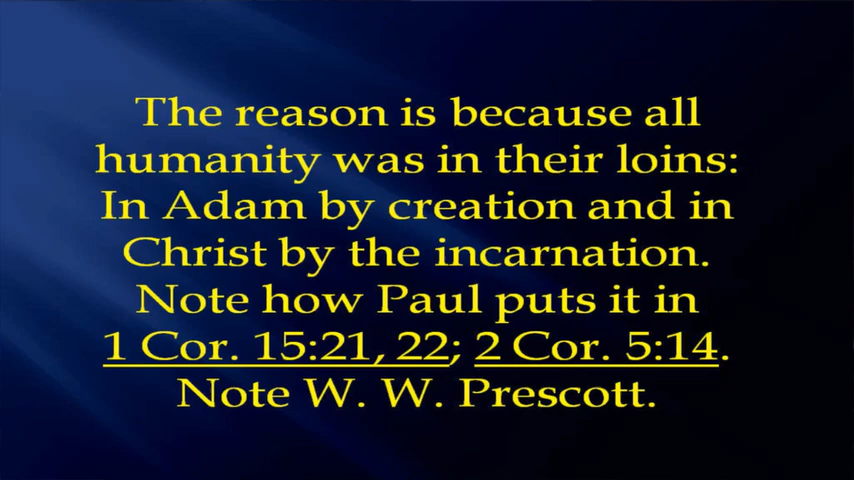 The reason is because all
humanity was in their loins:
In Adam by creation and in
Christ by the incarnation.
Note how Paul puts it in
1 Cor. 15:21, 22; 2 Cor. 5:14.
Note W. W. Prescott.